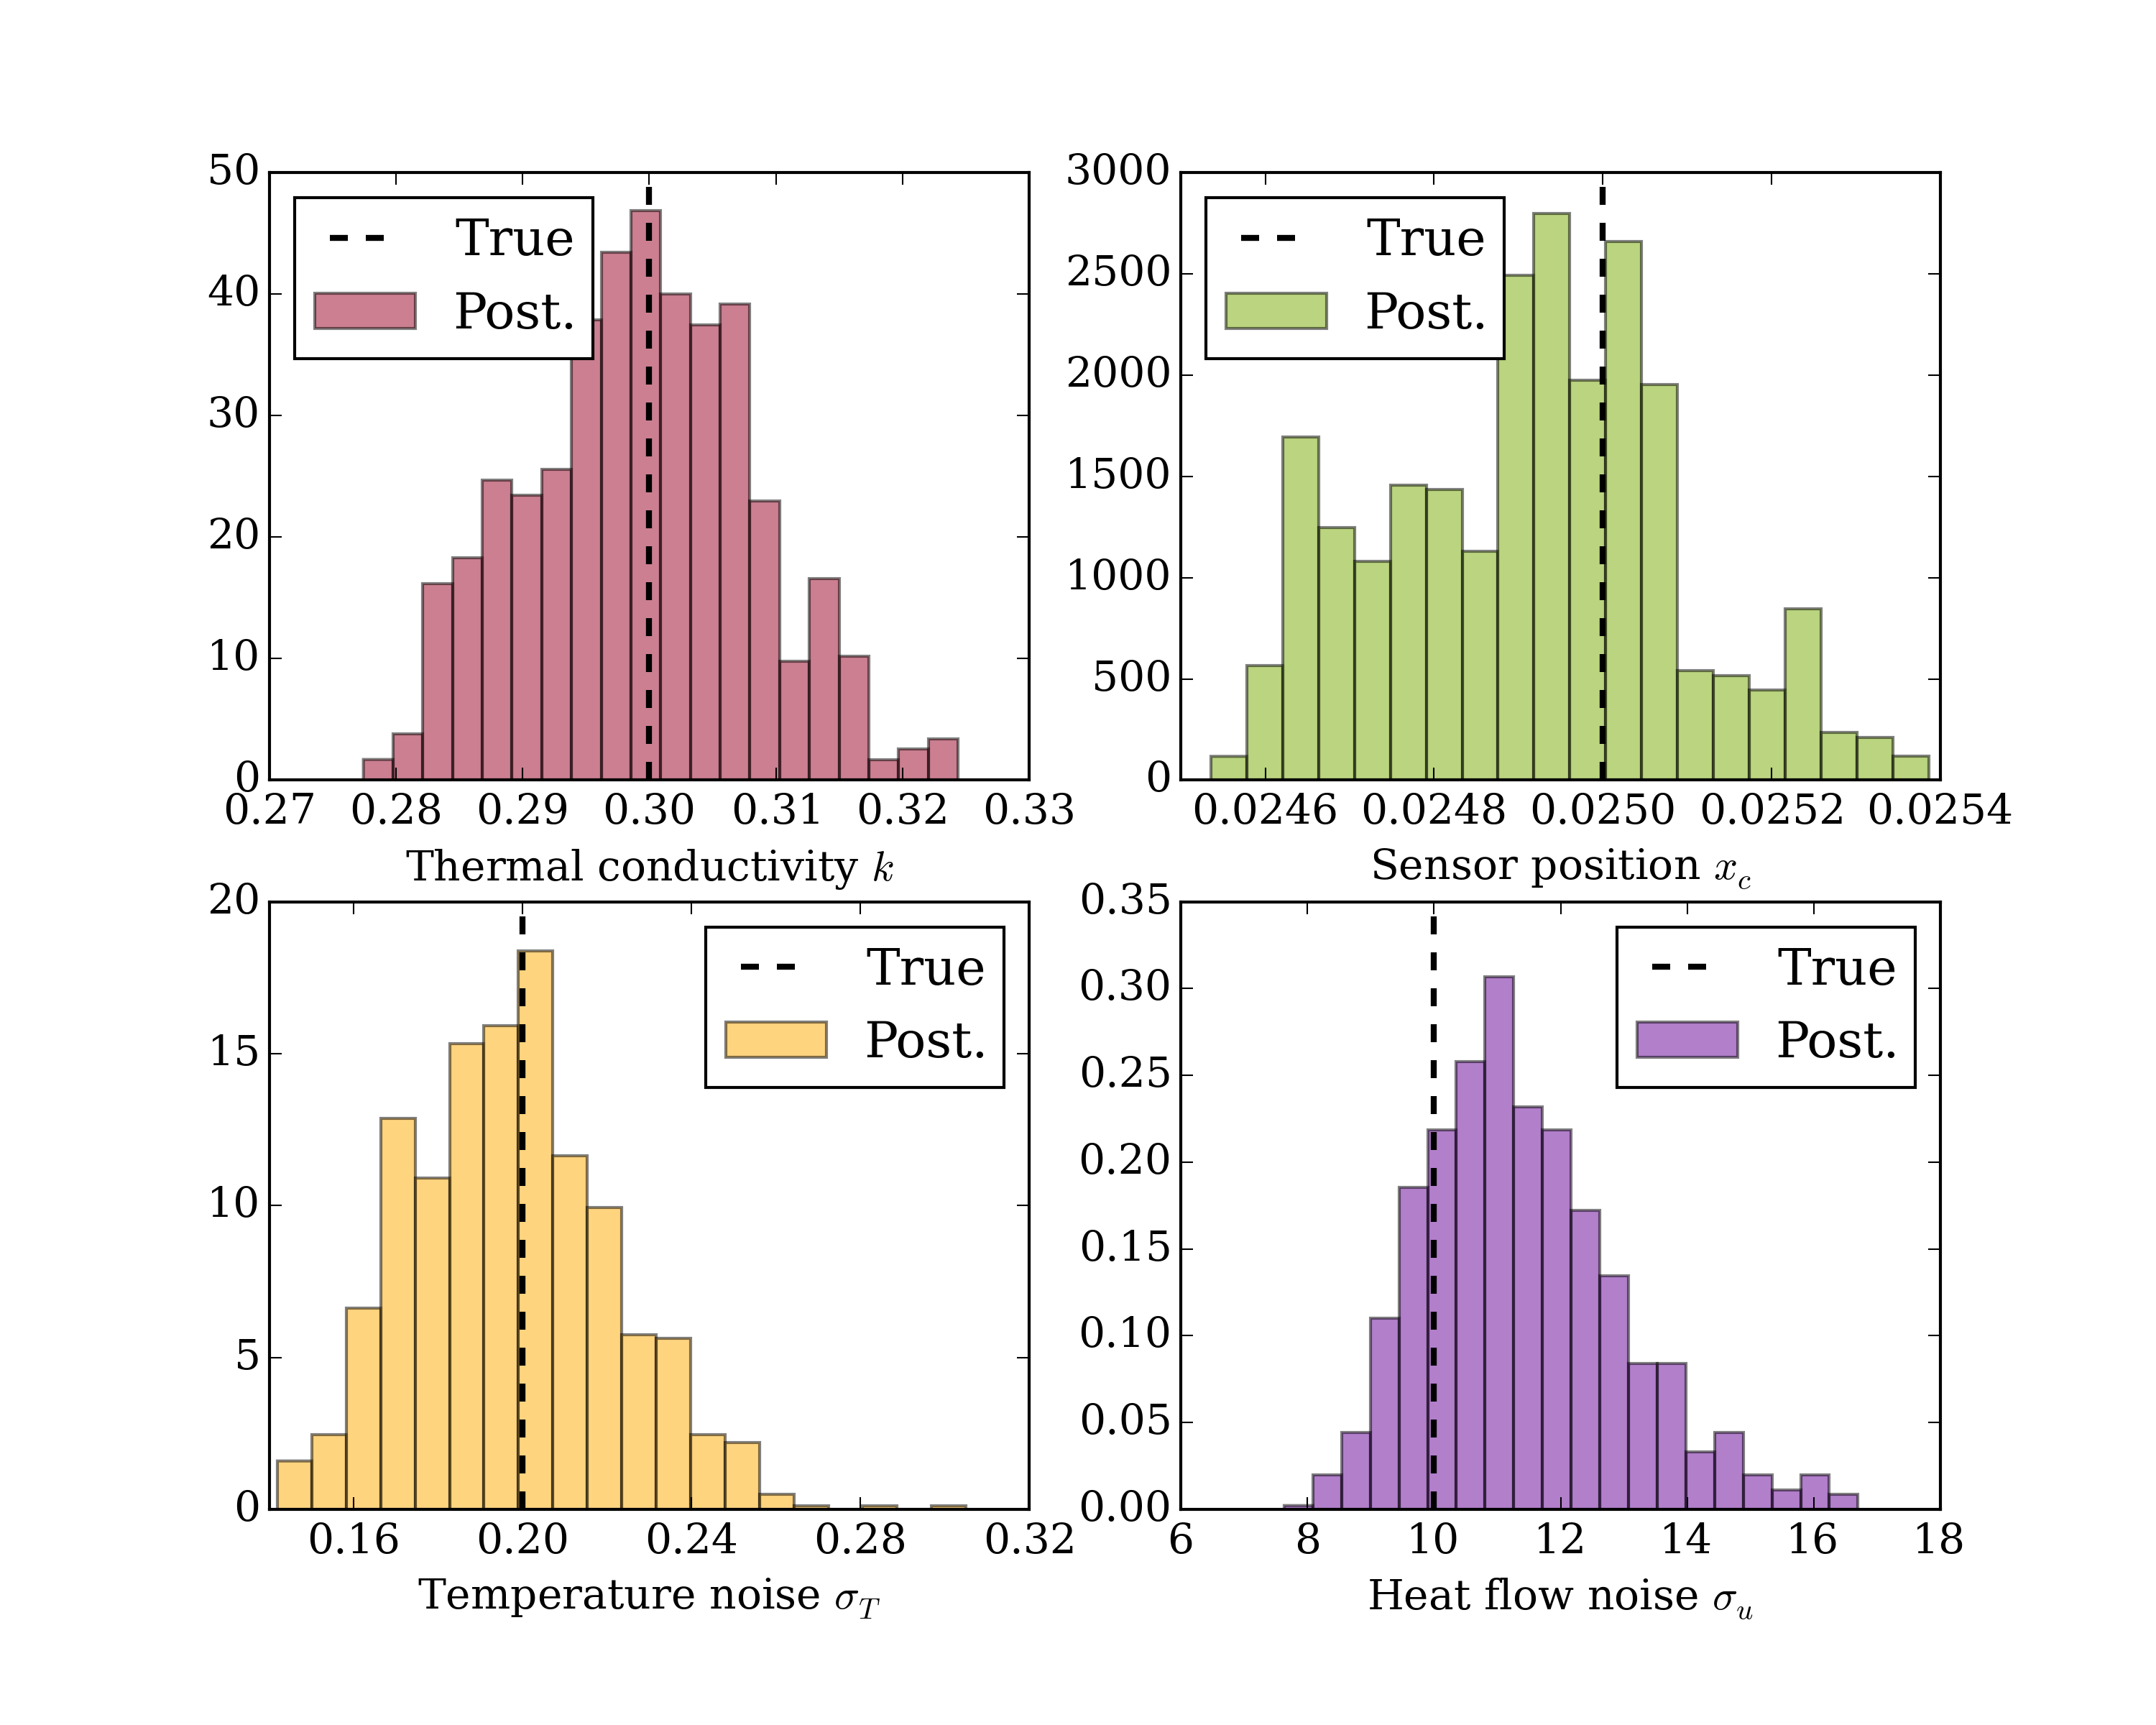 50
40
30
20
10
0
True
Post.
0.27 0.28 0.29 0.30 0.31 0.32 0.33
Thermal conductivity k
3000
2500
2000
1500
1000
500
0
True
Post.
0.0246 0.0248 0.0250 0.0252 0.0254
Sensor position x_c
20
15
10
5
0
True
Post.
0.16 0.20 0.24 0.28 0.32
Temperature noise σ_T
0.35
0.30
0.25
0.20
0.15
0.10
0.05
0.00
True
Post.
6 8 10 12 14 16 18
Heat flow noise σ_u